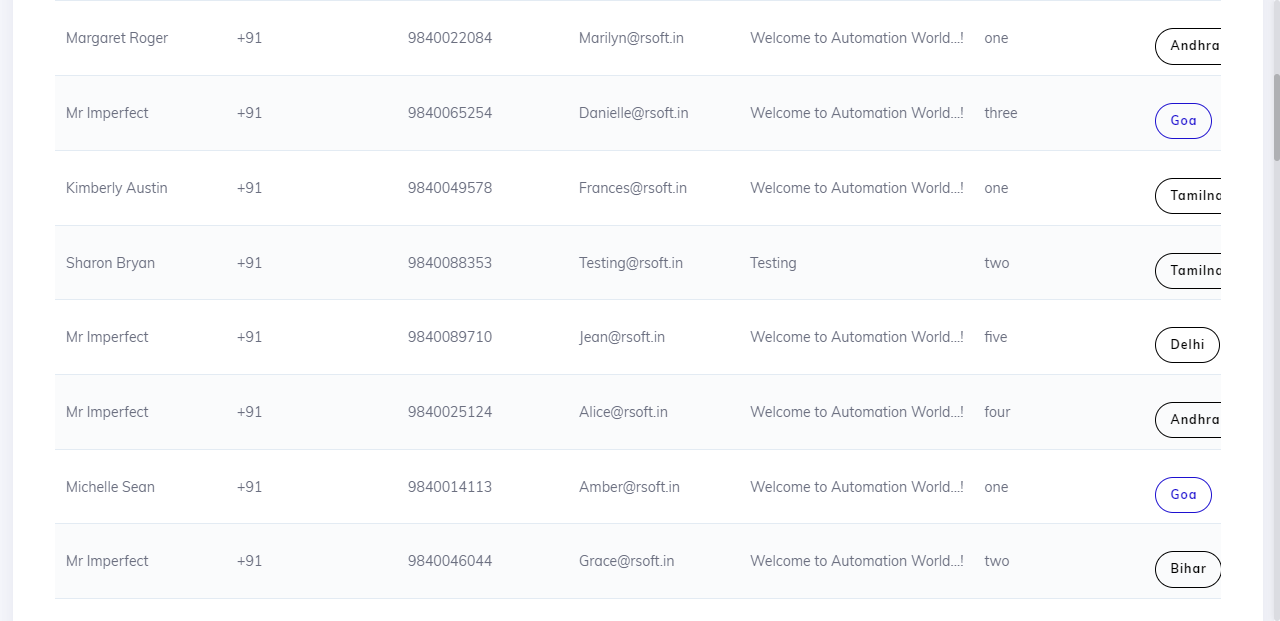 Margaret Roger +91 9840022084 Marilyn@rsoft.in Welcome to Automation World...! one Andhra
Mr Imperfect +91 9840065254 Danielle@rsoft.in Welcome to Automation World...! three Goa
Kimberly Austin +91 9840049578 Frances@rsoft.in Welcome to Automation World...! one Tamilna
Sharon Bryan +91 9840088353 Testing@rsoft.in Testing two Tamilna
Mr Imperfect +91 9840089710 Jean@rsoft.in Welcome to Automation World...! five Delhi
Mr Imperfect +91 9840025124 Alice@rsoft.in Welcome to Automation World...! four Andhra
Michelle Sean +91 9840014113 Amber@rsoft.in Welcome to Automation World...! one Goa
Mr Imperfect +91 9840046044 Grace@rsoft.in Welcome to Automation World...! two Bihar